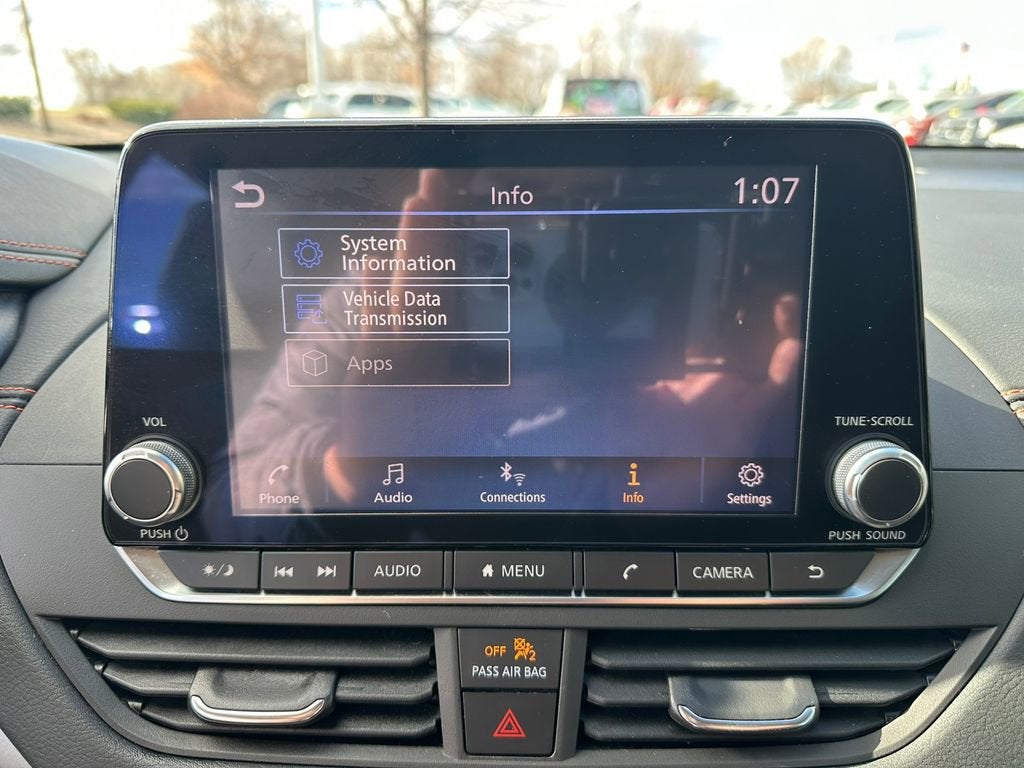 Info
1:07
System
Information
Vehicle Data
Transmission
Apps
VOL
TUNE·SCROLL
Phone
Audio
Connections
Info
Settings
PUSH
PUSH SOUND
AUDIO
MENU
CAMERA
OFF 2
PASS AIR BAG